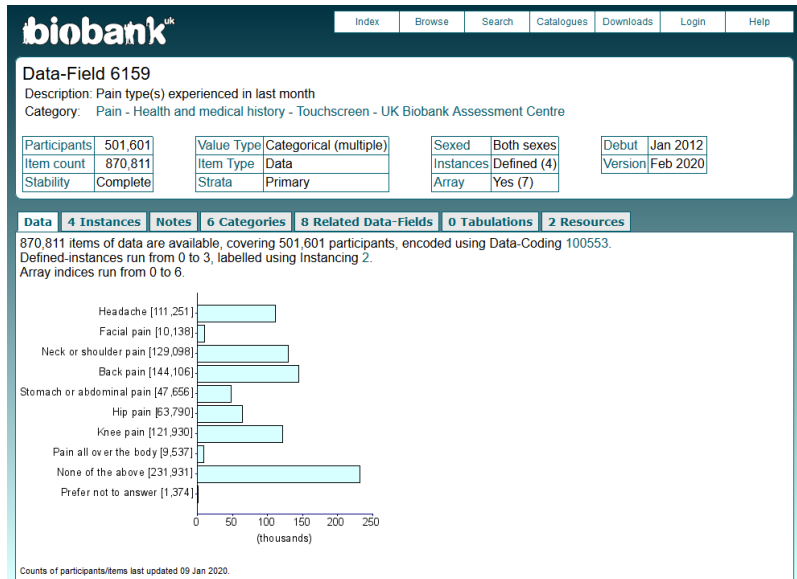 biobank uk
Index Browse Search Catalogues Downloads Login Help
Data-Field 6159
Description: Pain type(s) experienced in last month
Category: Pain - Health and medical history - Touchscreen - UK Biobank Assessment Centre
Participants 501,601 Value Type Categorical (multiple) Sexed Both sexes Debut Jan 2012
Item count 870,811 Item Type Data Instances Defined (4) Version Feb 2020
Stability Complete Strata Primary Array Yes (7)
Data 4 Instances Notes 6 Categories 8 Related Data-Fields 0 Tabulations 2 Resources
870,811 items of data are available, covering 501,601 participants, encoded using Data-Coding 100553.
Defined-instances run from 0 to 3, labelled using Instancing 2.
Array indices run from 0 to 6.
Headache [111,251]
Facial pain [10,138]
Neck or shoulder pain [129,098]
Back pain [144,106]
Stomach or abdominal pain [47,656]
Hip pain [63,790]
Knee pain [121,930]
Pain all over the body [9,537]
None of the above [231,931]
Prefer not to answer [1,374]
0 50 100 150 200 250
(thousands)
Counts of participants/items last updated 09 Jan 2020.